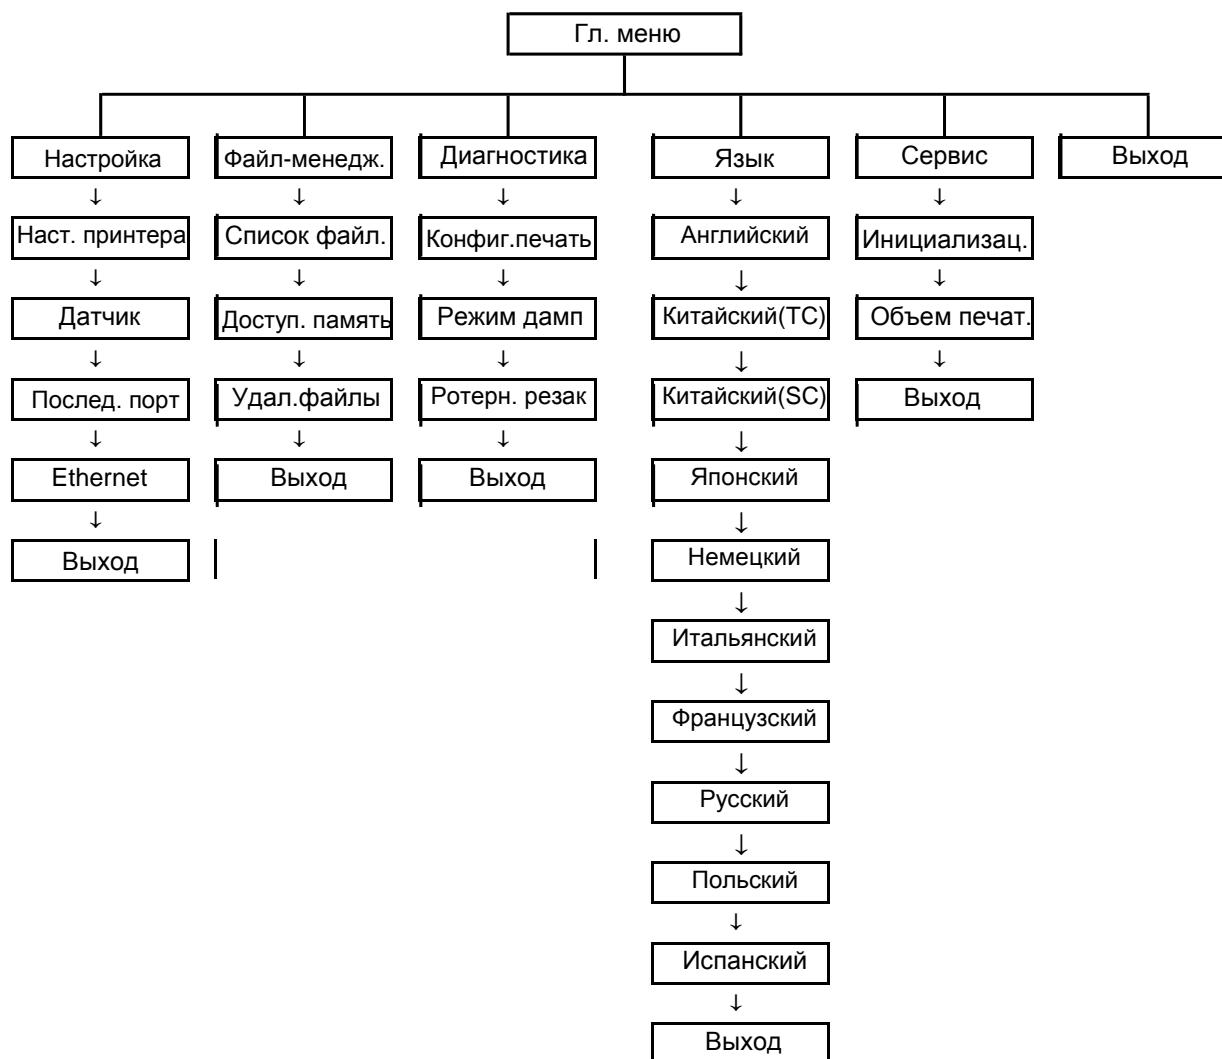 Гл. меню
Настройка
Файл-менедж.
Диагностика
Язык
Сервис
Выход
Наст. принтера
Список файл.
Конфиг.печать
Английский
Инициализац.
Датчик
Доступ. память
Режим дамп
Китайский(TC)
Объем печат.
Послед. порт
Удал.файлы
Ротерн. резак
Китайский(SC)
Выход
Ethernet
Выход
Выход
Японский
Выход
Немецкий
Итальянский
Французский
Русский
Польский
Испанский
Выход